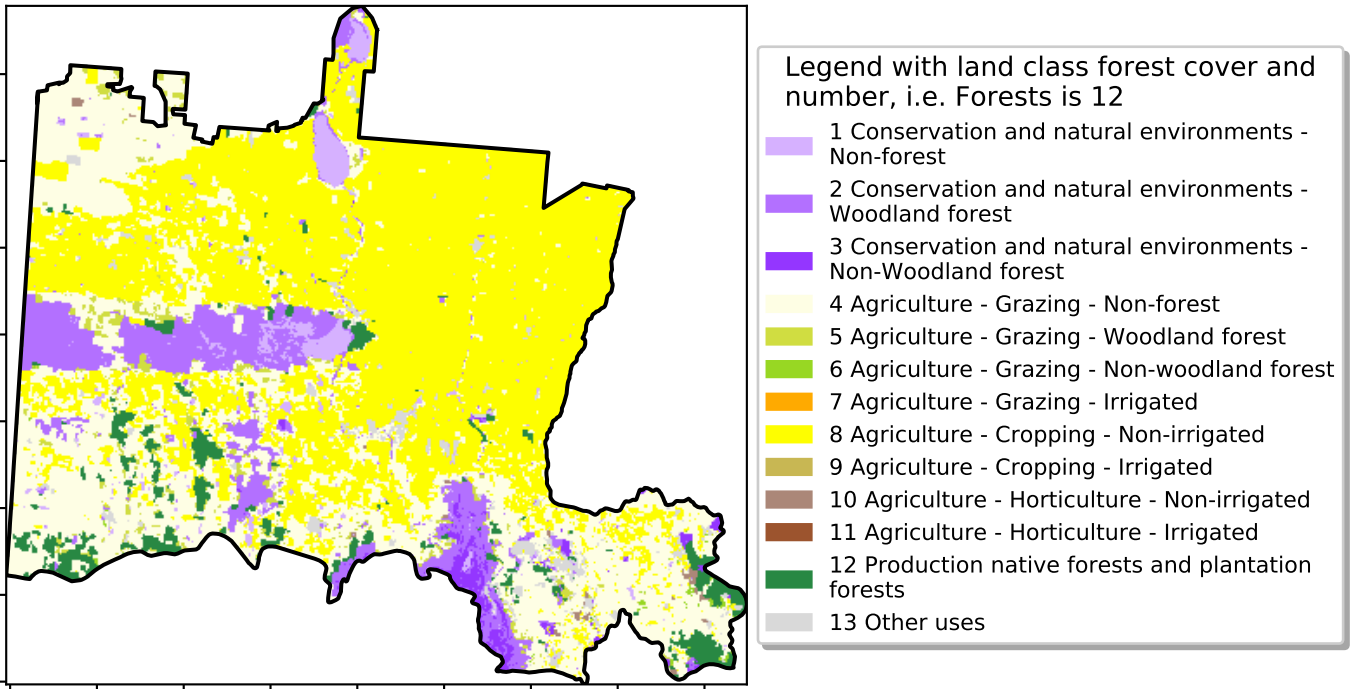 Legend with land class forest cover and
number, i.e. Forests is 12
1 Conservation and natural environments -
Non-forest
2 Conservation and natural environments -
Woodland forest
3 Conservation and natural environments -
Non-Woodland forest
4 Agriculture - Grazing - Non-forest
5 Agriculture - Grazing - Woodland forest
6 Agriculture - Grazing - Non-woodland forest
7 Agriculture - Grazing - Irrigated
8 Agriculture - Cropping - Non-irrigated
9 Agriculture - Cropping - Irrigated
10 Agriculture - Horticulture - Non-irrigated
11 Agriculture - Horticulture - Irrigated
12 Production native forests and plantation
forests
13 Other uses